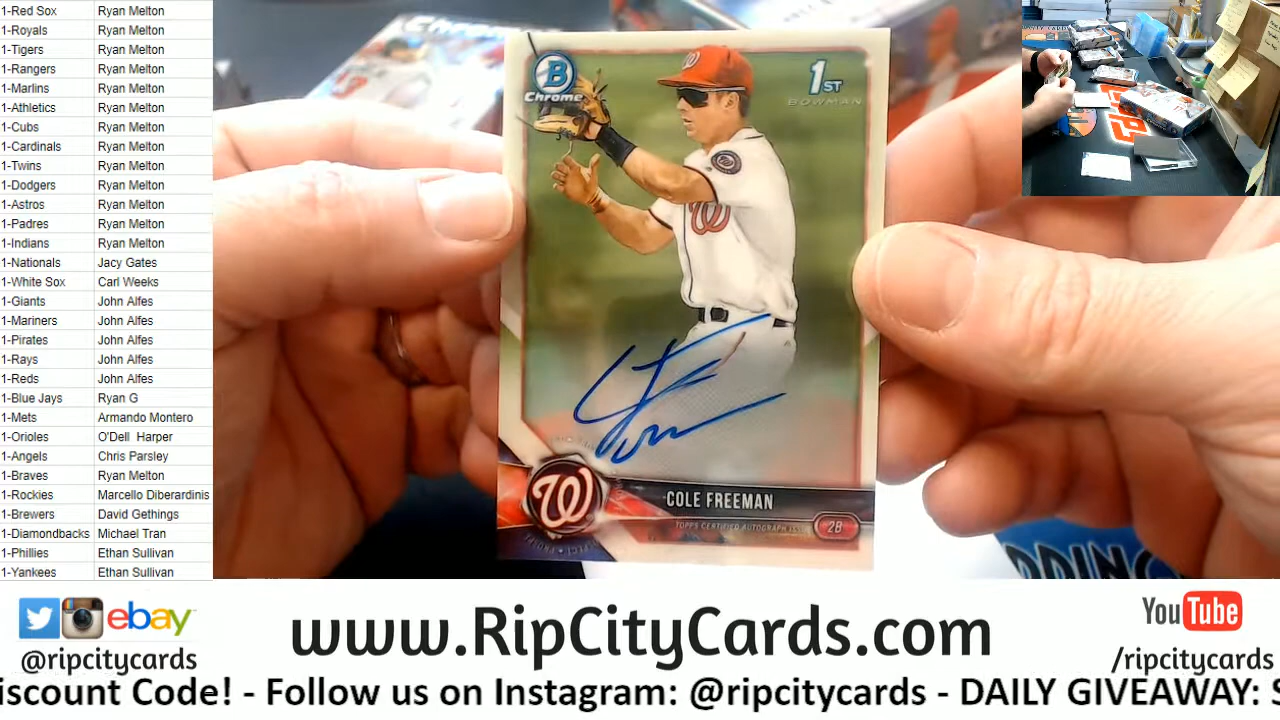 1-Red Sox Ryan Melton
1-Royals Ryan Melton
1-Tigers Ryan Melton
1-Rangers Ryan Melton
1-Marlins Ryan Melton
1-Athletics Ryan Melton
1-Cubs Ryan Melton
1-Cardinals Ryan Melton
1-Twins Ryan Melton
1-Dodgers Ryan Melton
1-Astros Ryan Melton
1-Padres Ryan Melton
1-Indians Ryan Melton
1-Nationals Jacy Gates
1-White Sox Carl Weeks
1-Giants John Alfes
1-Mariners John Alfes
1-Pirates John Alfes
1-Rays John Alfes
1-Reds John Alfes
1-Blue Jays Ryan G
1-Mets Armando Montero
1-Orioles O'Dell Harper
1-Angels Chris Parsley
1-Braves Ryan Melton
1-Rockies Marcello Diberardinis
1-Brewers David Gethings
1-Diamondbacks Michael Tran
1-Phillies Ethan Sullivan
1-Yankees Ethan Sullivan
B
Chrome
1ST
BOWMAN
W
W
W
COLE FREEMAN
TOPPS CERTIFIED AUTOGRAPH
2B
DDING
ebay
@ripcitycards
www.RipCityCards.com
YouTube
/ripcitycards
iscount Code! - Follow us on Instagram: @ripcitycards - DAILY GIVEAWAY: S